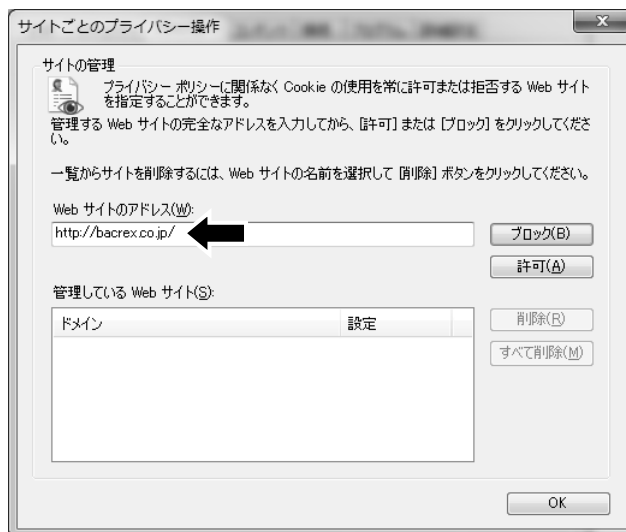 サイトごとのプライバシー操作
サイトの管理
プライバシー ポリシーに関係なく Cookie の使用を常に許可または拒否する Web サイト
を指定することができます。
管理する Web サイトの完全なアドレスを入力してから、[許可] または [ブロック] をクリックしてくださ
い。
一覧からサイトを削除するには、Web サイトの名前を選択して [削除] ボタンをクリックしてください。
Web サイトのアドレス(W):
http://bacrex.co.jp/
ブロック(B)
許可(A)
管理している Web サイト(S):
ドメイン 設定
削除(R)
すべて削除(M)
OK